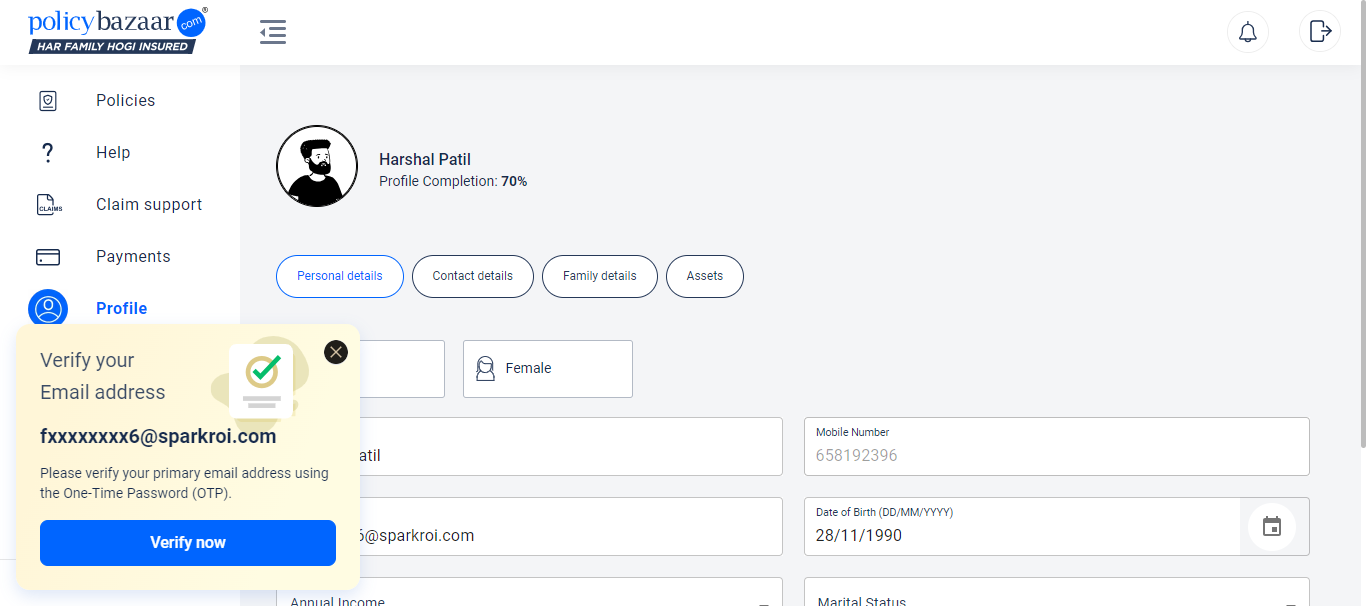 policybazaar.com®
HAR FAMILY HOGI INSURED
Policies
Help
CLAIMS
Claim support
Payments
Profile
Harshal Patil
Profile Completion: 70%
Personal details
Contact details
Family details
Assets
Female
atil
Mobile Number
658192396
6@sparkroi.com
Date of Birth (DD/MM/YYYY)
28/11/1990
Annual Income
Marital Status
Verify your
Email address
fxxxxxxxx6@sparkroi.com
Please verify your primary email address using
the One-Time Password (OTP).
Verify now